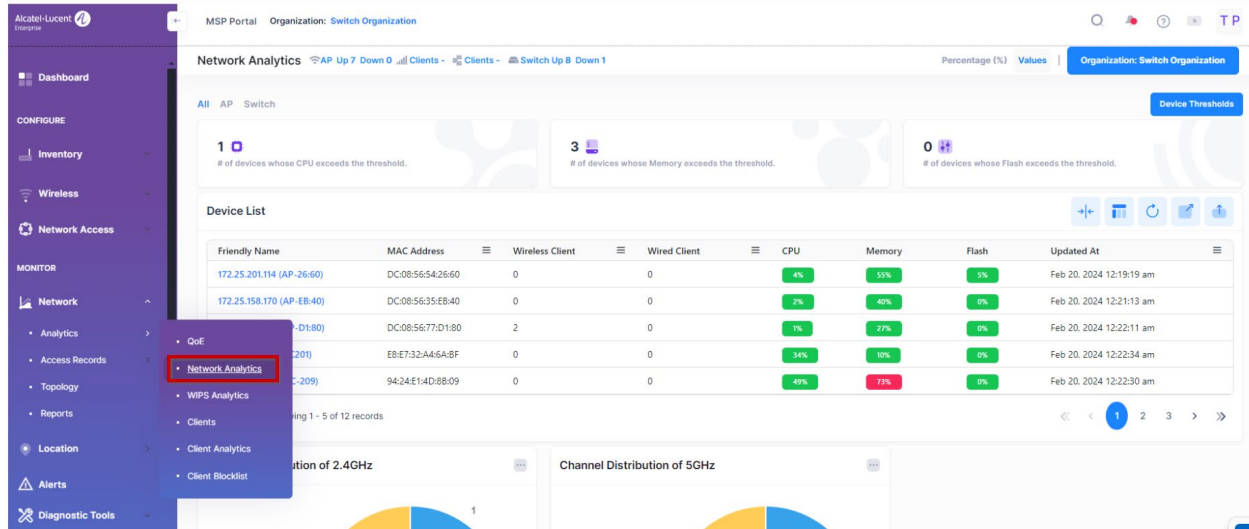 Alcatel·Lucent
Enterprise
MSP Portal Organization: Switch Organization
TP
Dashboard
CONFIGURE
Inventory
Wireless
Network Access
MONITOR
Network
Analytics
Access Records
Topology
Reports
Location
Alerts
Diagnostic Tools
QoE
Network Analytics
WIPS Analytics
Clients
Client Analytics
Client Blocklist
Network Analytics AP Up 7 Down 0 Clients - Clients - Switch Up 8 Down 1
Percentage (%) Values | Organization: Switch Organization
All AP Switch
Device Thresholds
1
# of devices whose CPU exceeds the threshold.
3
# of devices whose Memory exceeds the threshold.
0
# of devices whose Flash exceeds the threshold.
Device List
Friendly Name MAC Address Wireless Client Wired Client CPU Memory Flash Updated At
172.25.201.114 (AP-26:60) DC:08:56:54:26:60 0 0 4% 55% 5% Feb 20, 2024 12:19:19 am
172.25.158.170 (AP-EB:40) DC:08:56:35:EB:40 0 0 2% 40% 0% Feb 20, 2024 12:21:13 am
-D1:80) DC:08:56:77:D1:80 2 0 1% 27% 0% Feb 20, 2024 12:22:11 am
201) E8:E7:32:A4:6A:BF 0 0 34% 10% 0% Feb 20, 2024 12:22:34 am
-209) 94:24:E1:4D:8B:09 0 0 49% 73% 0% Feb 20, 2024 12:22:30 am
ving 1 - 5 of 12 records
1 2 3
ution of 2.4GHz
Channel Distribution of 5GHz
1